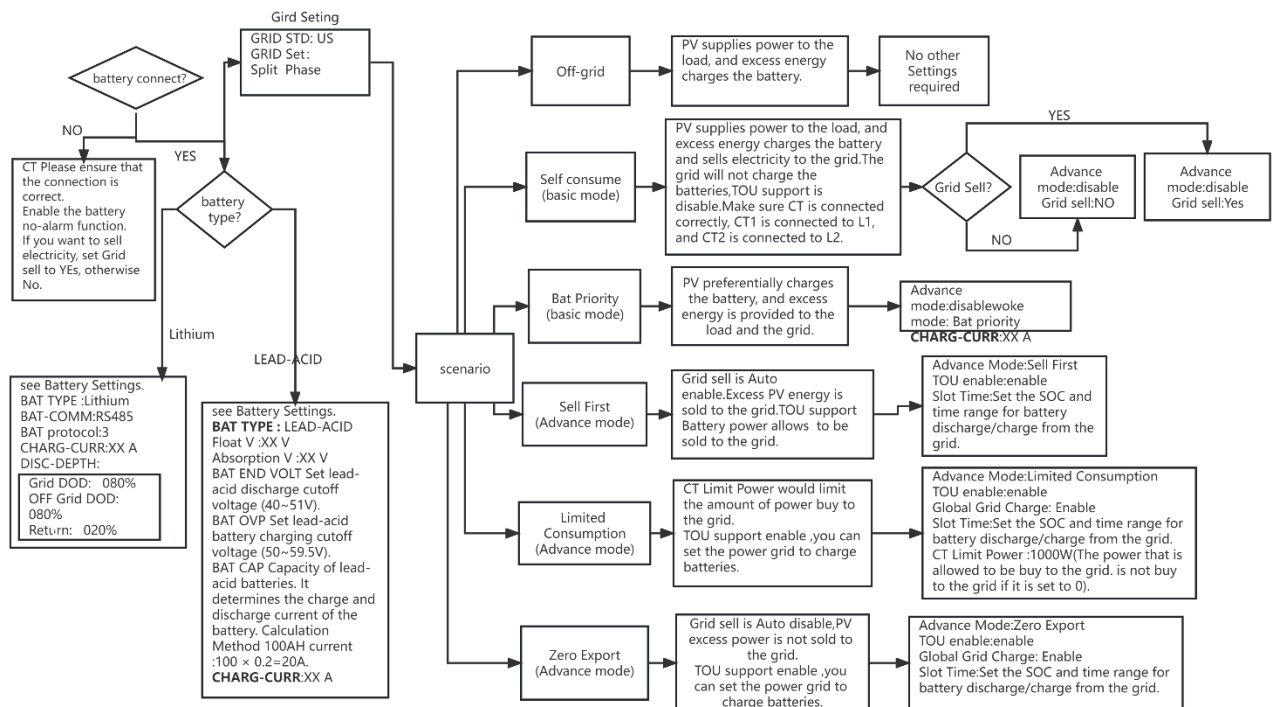 Gird Seting
GRID STD: US
GRID Set:
Split Phase
battery connect?
NO
YES
CT Please ensure that
the connection is
correct.
Enable the battery
no-alarm function.
If you want to sell
electricity, set Grid
sell to YEs, otherwise
No.
battery
type?
Lithium
LEAD-ACID
see Battery Settings.
BAT TYPE :Lithium
BAT-COMM:RS485
BAT protocol:3
CHARG-CURR:XX A
DISC-DEPTH:
Grid DOD: 080%
OFF Grid DOD:
080%
Return: 020%
see Battery Settings.
BAT TYPE : LEAD-ACID
Float V :XX V
Absorption V :XX V
BAT END VOLT Set lead-
acid discharge cutoff
voltage (40~51V).
BAT OVP Set lead-acid
battery charging cutoff
voltage (50~59.5V).
BAT CAP Capacity of lead-
acid batteries. It
determines the charge and
discharge current of the
battery. Calculation
Method 100AH current
:100 × 0.2=20A.
CHARG-CURR:XX A
scenario
Off-grid
PV supplies power to the
load, and excess energy
charges the battery.
No other
Settings
required
Self consume
(basic mode)
PV supplies power to the load, and
excess energy charges the battery
and sells electricity to the grid.The
grid will not charge the
batteries,TOU support is
disable.Make sure CT is connected
correctly, CT1 is connected to L1,
and CT2 is connected to L2.
Grid Sell?
YES
NO
Advance
mode:disable
Grid sell:NO
Advance
mode:disable
Grid sell:Yes
Bat Priority
(basic mode)
PV preferentially charges
the battery, and excess
energy is provided to the
load and the grid.
Advance
mode:disablewoke
mode: Bat priority
CHARG-CURR:XX A
Sell First
(Advance mode)
Grid sell is Auto
enable.Excess PV energy is
sold to the grid.TOU support
Battery power allows to be
sold to the grid.
Advance Mode:Sell First
TOU enable:enable
Slot Time:Set the SOC and
time range for battery
discharge/charge from the
grid.
Limited
Consumption
(Advance mode)
CT Limit Power would limit
the amount of power buy to
the grid.
TOU support enable ,you can
set the power grid to charge
batteries.
Advance Mode:Limited Consumption
TOU enable:enable
Global Grid Charge: Enable
Slot Time:Set the SOC and time range for
battery discharge/charge from the grid.
CT Limit Power :1000W(The power that is
allowed to be buy to the grid. is not buy
to the grid if it is set to 0).
Zero Export
(Advance mode)
Grid sell is Auto disable,PV
excess power is not sold to
the grid.
TOU support enable ,you
can set the power grid to
charge batteries.
Advance Mode:Zero Export
TOU enable:enable
Global Grid Charge: Enable
Slot Time:Set the SOC and time range for
battery discharge/charge from the grid.